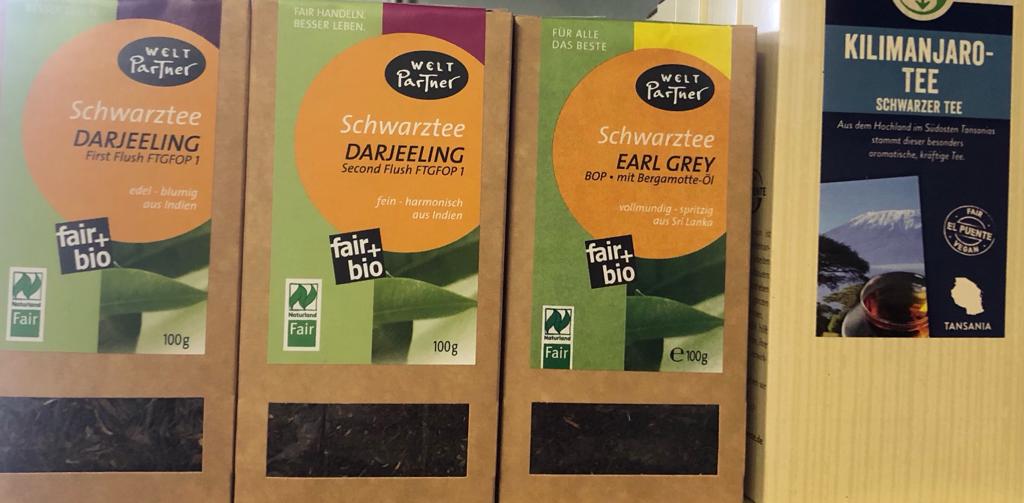 WELT
ParTner
Schwarztee
DARJEELING
First Flush FTGFOP 1
edel - blumig
aus Indien
fair+
bio
Naturland
Fair
100g
FAIR HANDELN.
BESSER LEBEN.
WELT
ParTner
Schwarztee
DARJEELING
Second Flush FTGFOP 1
fein - harmonisch
aus Indien
fair+
bio
Naturland
Fair
100g
FÜR ALLE
DAS BESTE
WELT
ParTner
Schwarztee
EARL GREY
BOP • mit Bergamotte-Öl
vollmundig - spritzig
aus Sri Lanka
fair+
bio
Naturland
Fair
e 100g
KILIMANJARO-
TEE
SCHWARZER TEE
Aus dem Hochland im Südosten Tansanias
stammt dieser besonders
aromatische, kräftige Tee.
FAIR
EL PUENTE
VEGAN
TANSANIA